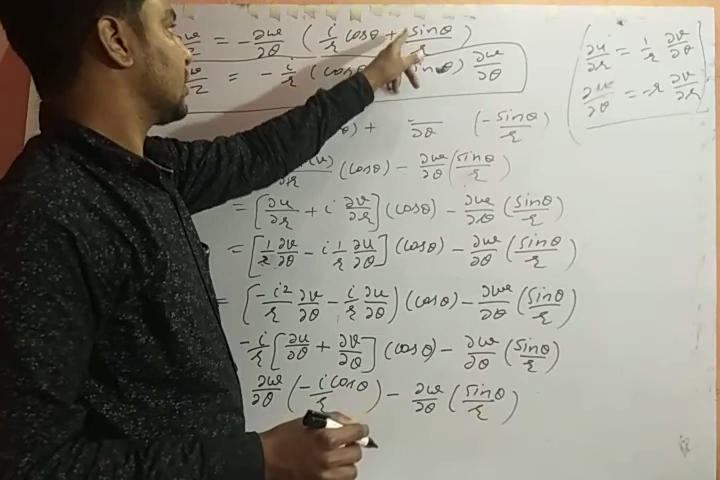 = -∂w/∂θ (i/r cosθ + sinθ/r)
= -i/r (cosθ sinθ) ∂w/∂θ
∂u/∂r = 1/r ∂v/∂θ
∂u/∂θ = -r ∂v/∂r
) + /∂θ (-sinθ/r)
/∂r (cosθ) - ∂w/∂θ (sinθ/r)
= [∂u/∂r + i ∂v/∂r] (cosθ) - ∂w/∂θ (sinθ/r)
= [1/r ∂v/∂θ - i 1/r ∂u/∂θ] (cosθ) - ∂w/∂θ (sinθ/r)
= (-i²/r ∂v/∂θ - i/r ∂u/∂θ) (cosθ) - ∂w/∂θ (sinθ/r)
-i/r [∂u/∂θ + ∂v/∂θ] (cosθ) - ∂w/∂θ (sinθ/r)
∂w/∂θ (-i cosθ/r) - ∂w/∂θ (sinθ/r)